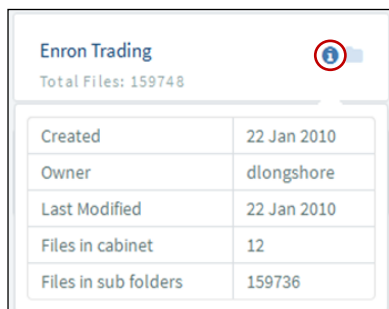 Enron Trading
Total Files: 159748
Created 22 Jan 2010
Owner dlongshore
Last Modified 22 Jan 2010
Files in cabinet 12
Files in sub folders 159736